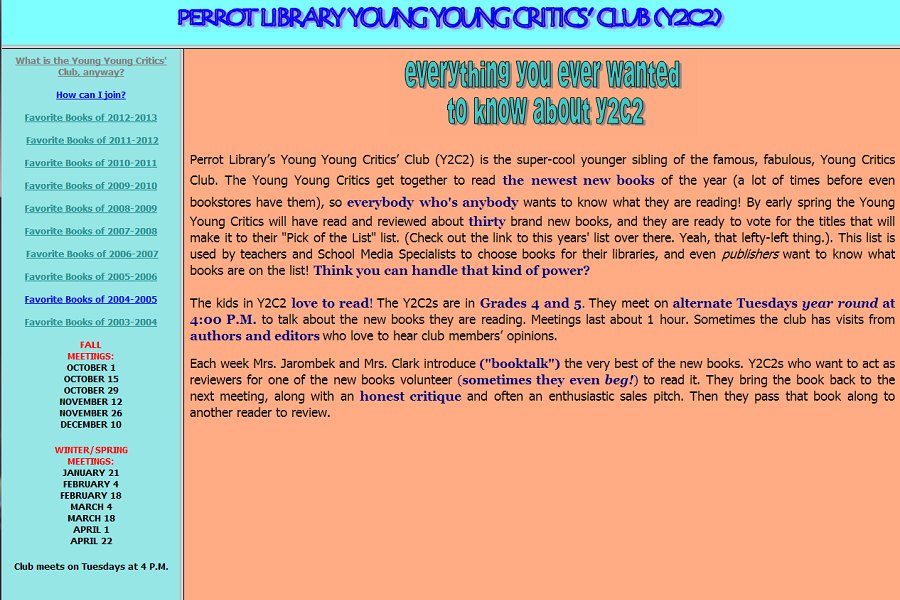 PERROT LIBRARY YOUNG YOUNG CRITICS' CLUB (Y2C2)
What is the Young Young Critics'
Club, anyway?
How can I join?
Favorite Books of 2012-2013
Favorite Books of 2011-2012
Favorite Books of 2010-2011
Favorite Books of 2009-2010
Favorite Books of 2008-2009
Favorite Books of 2007-2008
Favorite Books of 2006-2007
Favorite Books of 2005-2006
Favorite Books of 2004-2005
Favorite Books of 2003-2004
FALL
MEETINGS:
OCTOBER 1
OCTOBER 15
OCTOBER 29
NOVEMBER 12
NOVEMBER 26
DECEMBER 10
WINTER/SPRING
MEETINGS:
JANUARY 21
FEBRUARY 4
FEBRUARY 18
MARCH 4
MARCH 18
APRIL 1
APRIL 22
Club meets on Tuesdays at 4 P.M.
everything you ever wanted
to know about y2c2
Perrot Library's Young Young Critics' Club (Y2C2) is the super-cool younger sibling of the famous, fabulous, Young Critics
Club. The Young Young Critics get together to read the newest new books of the year (a lot of times before even
bookstores have them), so everybody who's anybody wants to know what they are reading! By early spring the Young
Young Critics will have read and reviewed about thirty brand new books, and they are ready to vote for the titles that will
make it to their "Pick of the List" list. (Check out the link to this years' list over there. Yeah, that lefty-left thing.). This list is
used by teachers and School Media Specialists to choose books for their libraries, and even publishers want to know what
books are on the list! Think you can handle that kind of power?
The kids in Y2C2 love to read! The Y2C2s are in Grades 4 and 5. They meet on alternate Tuesdays year round at
4:00 P.M. to talk about the new books they are reading. Meetings last about 1 hour. Sometimes the club has visits from
authors and editors who love to hear club members' opinions.
Each week Mrs. Jarombek and Mrs. Clark introduce ("booktalk") the very best of the new books. Y2C2s who want to act as
reviewers for one of the new books volunteer (sometimes they even beg!) to read it. They bring the book back to the
next meeting, along with an honest critique and often an enthusiastic sales pitch. Then they pass that book along to
another reader to review.